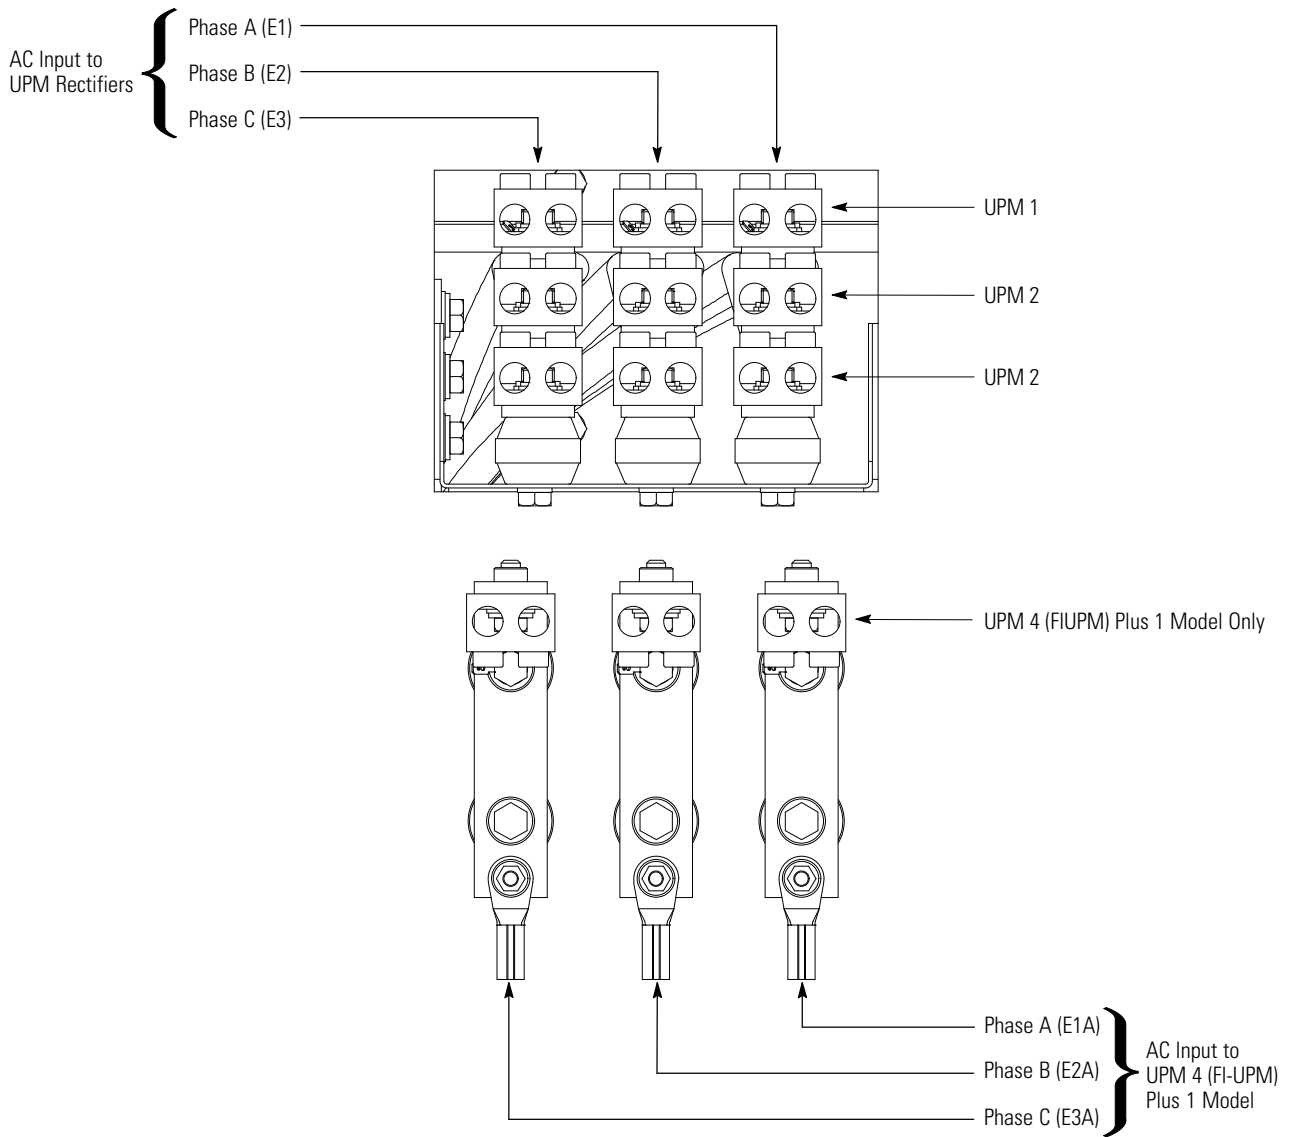 Phase A (E1)
AC Input to
UPM Rectifiers
Phase B (E2)
Phase C (E3)
UPM 1
UPM 2
UPM 2
UPM 4 (FIUPM) Plus 1 Model Only
Phase A (E1A)
Phase B (E2A)
Phase C (E3A)
AC Input to
UPM 4 (FI-UPM)
Plus 1 Model